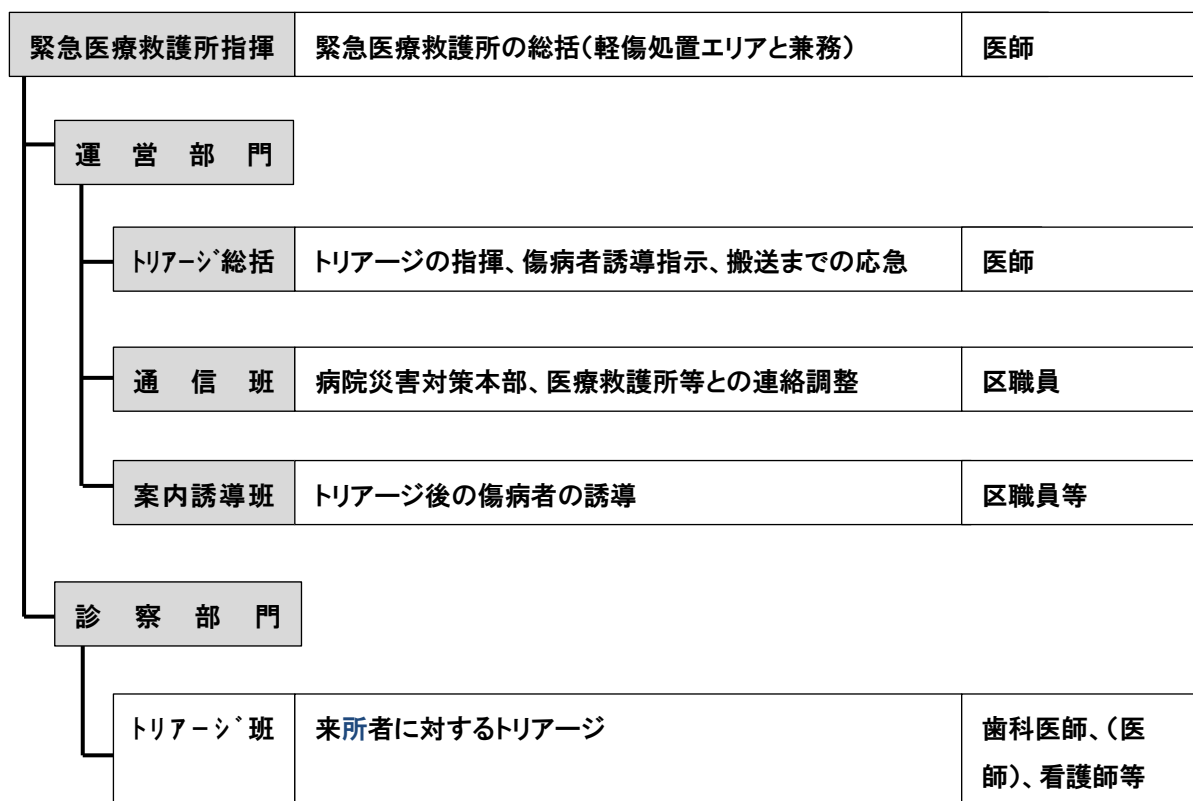 緊急医療救護所指揮 緊急医療救護所の総括（軽傷処置エリアと兼務） 医師
運 営 部 門
ﾄﾘｱｰｼﾞ総括 トリアージの指揮、傷病者誘導指示、搬送までの応急 医師
通 信 班 病院災害対策本部、医療救護所等との連絡調整 区職員
案内誘導班 トリアージ後の傷病者の誘導 区職員等
診 察 部 門
ﾄﾘｱｰｼﾞ班 来所者に対するトリアージ 歯科医師、（医
師）、看護師等